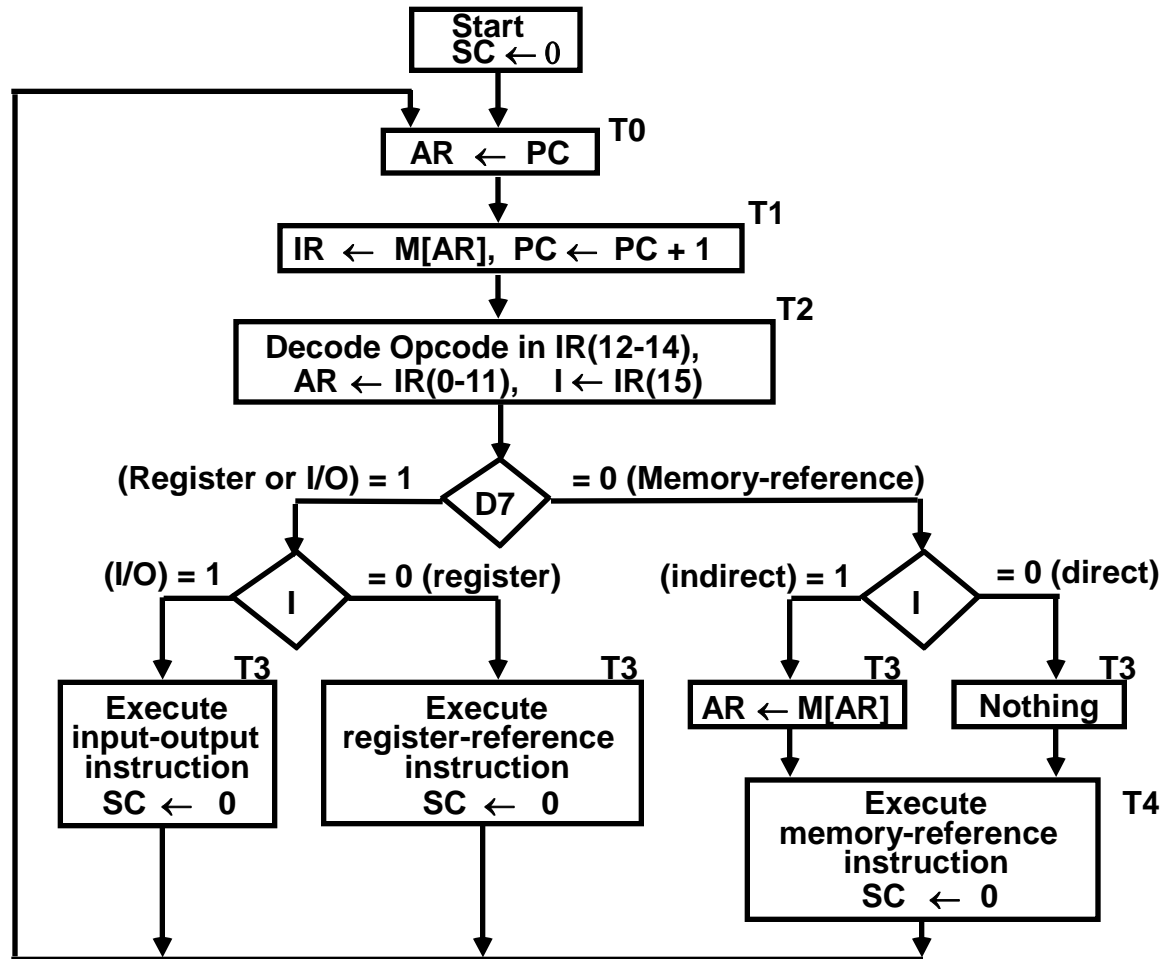 Start
SC ← 0
T0
AR ← PC
T1
IR ← M[AR], PC ← PC + 1
T2
Decode Opcode in IR(12-14),
AR ← IR(0-11), I ← IR(15)
(Register or I/O) = 1
D7
= 0 (Memory-reference)
(I/O) = 1
I
= 0 (register)
(indirect) = 1
I
= 0 (direct)
T3
Execute
input-output
instruction
SC ← 0
T3
Execute
register-reference
instruction
SC ← 0
T3
AR ← M[AR]
T3
Nothing
Execute
memory-reference
instruction
SC ← 0
T4